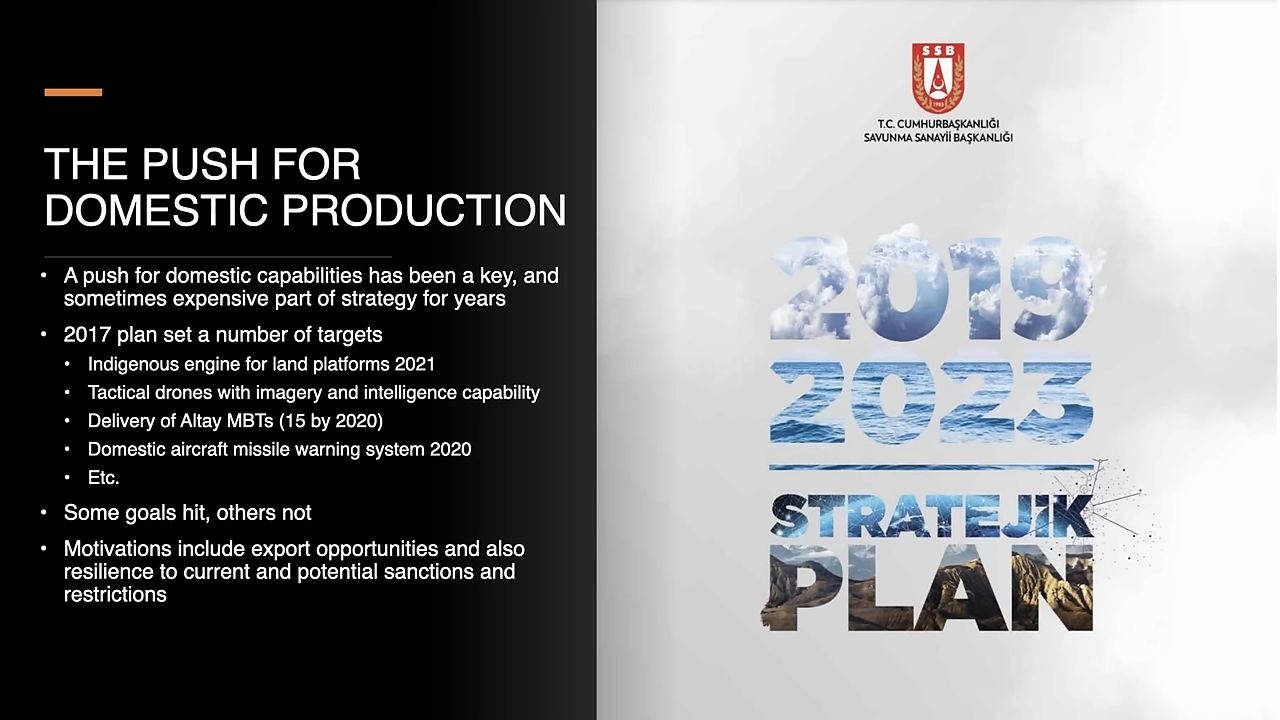 THE PUSH FOR
DOMESTIC PRODUCTION
• A push for domestic capabilities has been a key, and
sometimes expensive part of strategy for years
• 2017 plan set a number of targets
• Indigenous engine for land platforms 2021
• Tactical drones with imagery and intelligence capability
• Delivery of Altay MBTs (15 by 2020)
• Domestic aircraft missile warning system 2020
• Etc.
• Some goals hit, others not
• Motivations include export opportunities and also
resilience to current and potential sanctions and
restrictions
SSB
1985
T.C. CUMHURBAŞKANLIĞI
SAVUNMA SANAYİİ BAŞKANLIĞI
2019
2023
STRATEJİK
PLAN